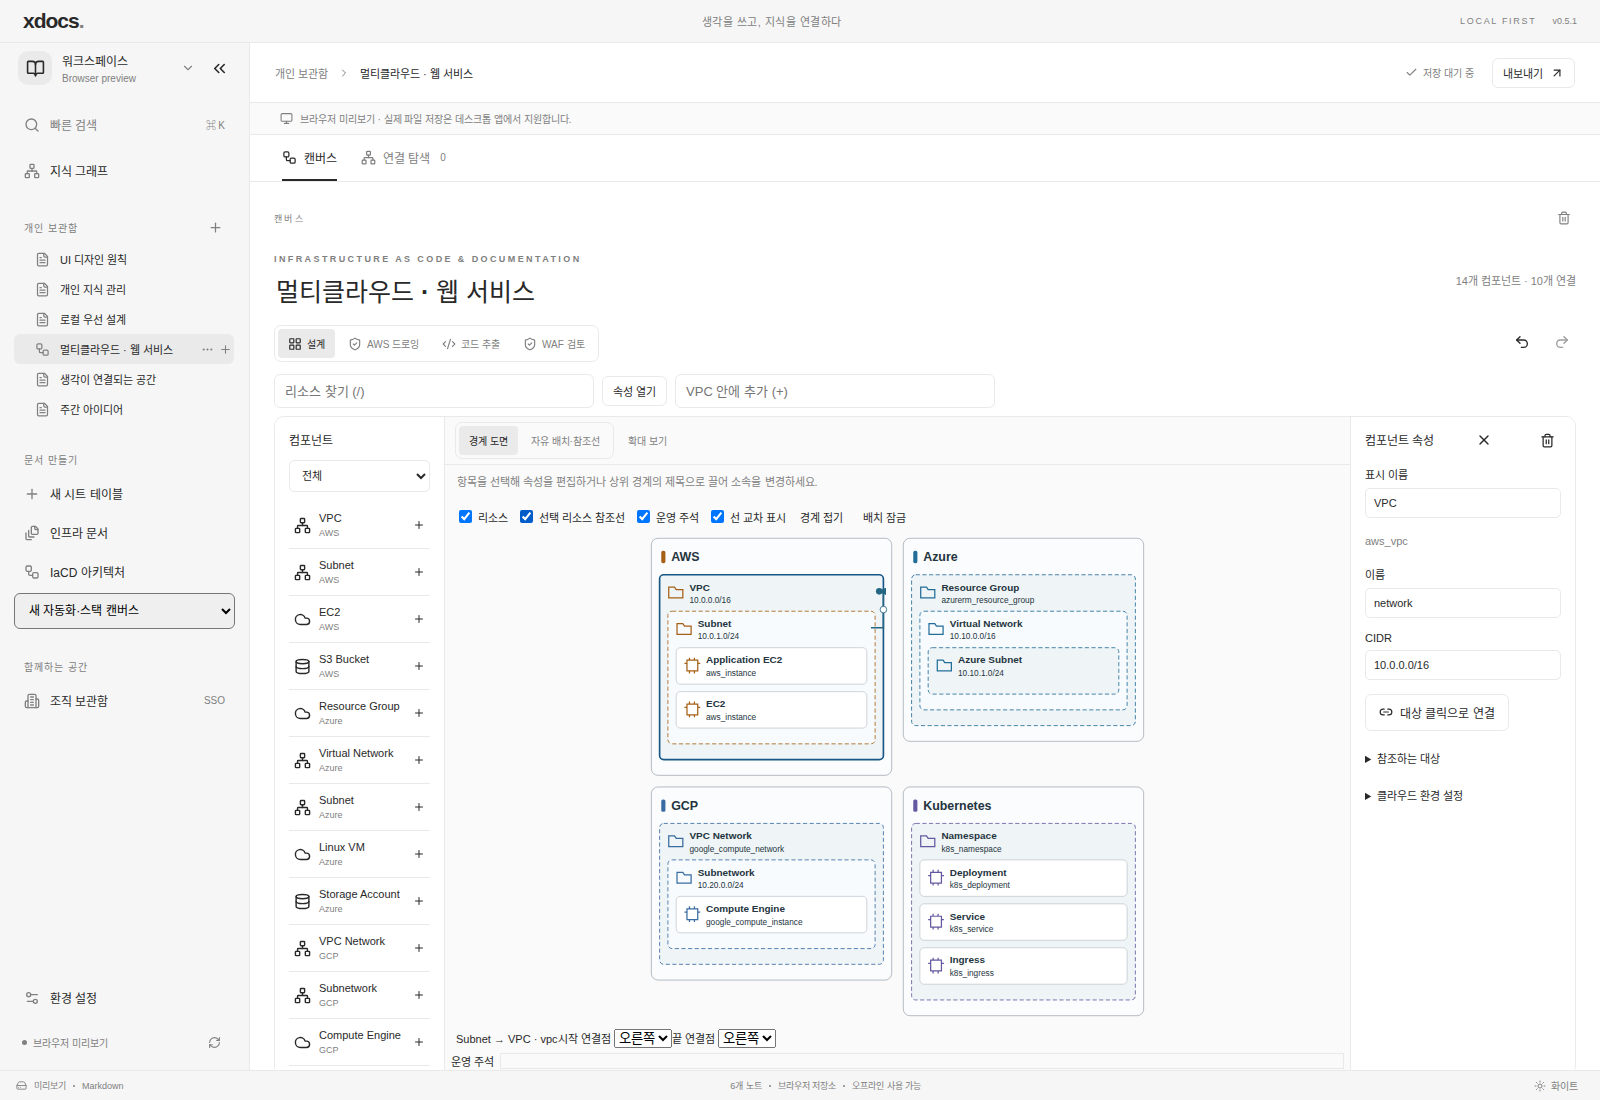 xdocs.
생각을 쓰고, 지식을 연결하다
LOCAL FIRST v0.5.1
워크스페이스
Browser preview
빠른 검색 ⌘K
지식 그래프
개인 보관함
UI 디자인 원칙
개인 지식 관리
로컬 우선 설계
멀티클라우드 · 웹 서비스
생각이 연결되는 공간
주간 아이디어
문서 만들기
새 시트 테이블
인프라 문서
IaCD 아키텍처
새 자동화·스택 캔버스
함께하는 공간
조직 보관함 SSO
환경 설정
브라우저 미리보기
개인 보관함 > 멀티클라우드 · 웹 서비스
저장 대기 중
내보내기
브라우저 미리보기 · 실제 파일 저장은 데스크톱 앱에서 지원합니다.
캔버스
연결 탐색 0
캔버스
INFRASTRUCTURE AS CODE & DOCUMENTATION
멀티클라우드 · 웹 서비스
14개 컴포넌트 · 10개 연결
설계
AWS 드로잉
코드 추출
WAF 검토
리소스 찾기 (/)
속성 열기
VPC 안에 추가 (+)
컴포넌트
전체
VPC
AWS
Subnet
AWS
EC2
AWS
S3 Bucket
AWS
Resource Group
Azure
Virtual Network
Azure
Subnet
Azure
Linux VM
Azure
Storage Account
Azure
VPC Network
GCP
Subnetwork
GCP
Compute Engine
GCP
경계 도면
자유 배치·참조선
확대 보기
항목을 선택해 속성을 편집하거나 상위 경계의 제목으로 끌어 소속을 변경하세요.
리소스
선택 리소스 참조선
운영 주석
선 교차 표시
경계 접기
배치 잠금
AWS
VPC
10.0.0.0/16
Subnet
10.0.1.0/24
Application EC2
aws_instance
EC2
aws_instance
Azure
Resource Group
azurerm_resource_group
Virtual Network
10.10.0.0/16
Azure Subnet
10.10.1.0/24
GCP
VPC Network
google_compute_network
Subnetwork
10.20.0.0/24
Compute Engine
google_compute_instance
Kubernetes
Namespace
k8s_namespace
Deployment
k8s_deployment
Service
k8s_service
Ingress
k8s_ingress
Subnet → VPC · vpc시작 연결점 오른쪽 끝 연결점 오른쪽
운영 주석
컴포넌트 속성
표시 이름
VPC
aws_vpc
이름
network
CIDR
10.0.0.0/16
대상 클릭으로 연결
참조하는 대상
클라우드 환경 설정
미리보기 · Markdown
6개 노트 · 브라우저 저장소 · 오프라인 사용 가능
화이트